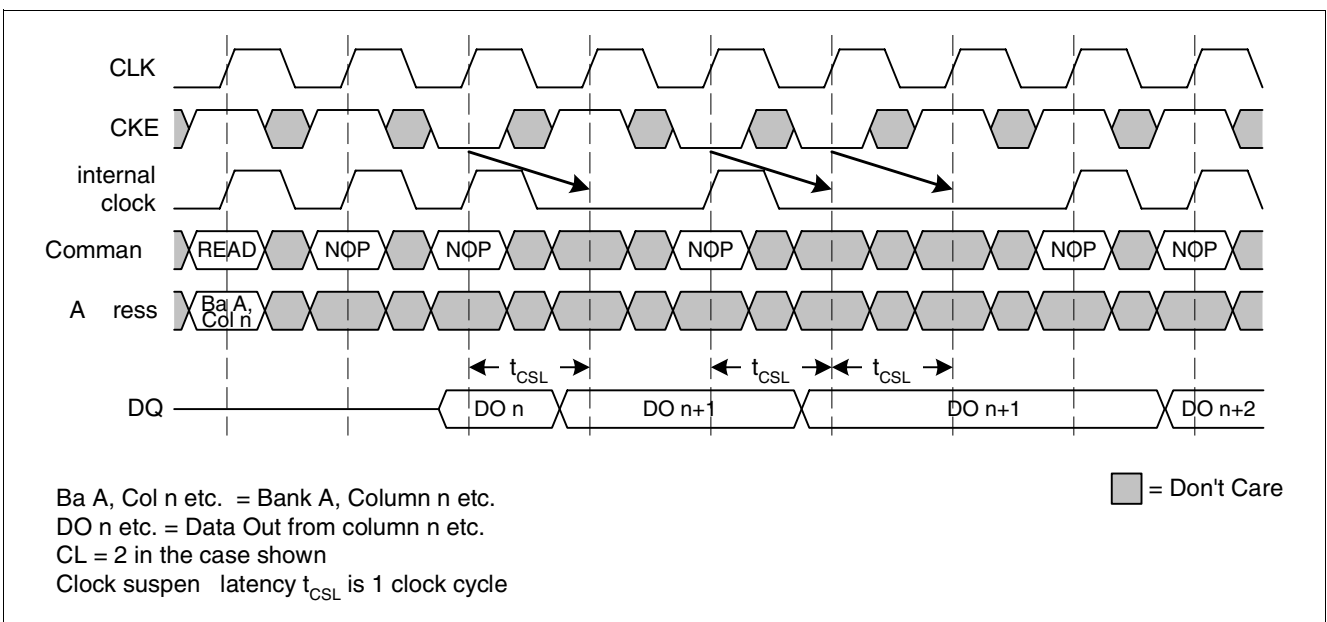 CLK
CKE
internal
clock
Comman
READ NOP NOP NOP NOP NOP
A ress
Ba A,
Col n
tCSL tCSL tCSL
DQ
DO n DO n+1 DO n+1 DO n+2
Ba A, Col n etc. = Bank A, Column n etc.
= Don't Care
DO n etc. = Data Out from column n etc.
CL = 2 in the case shown
Clock suspen latency tCSL is 1 clock cycle